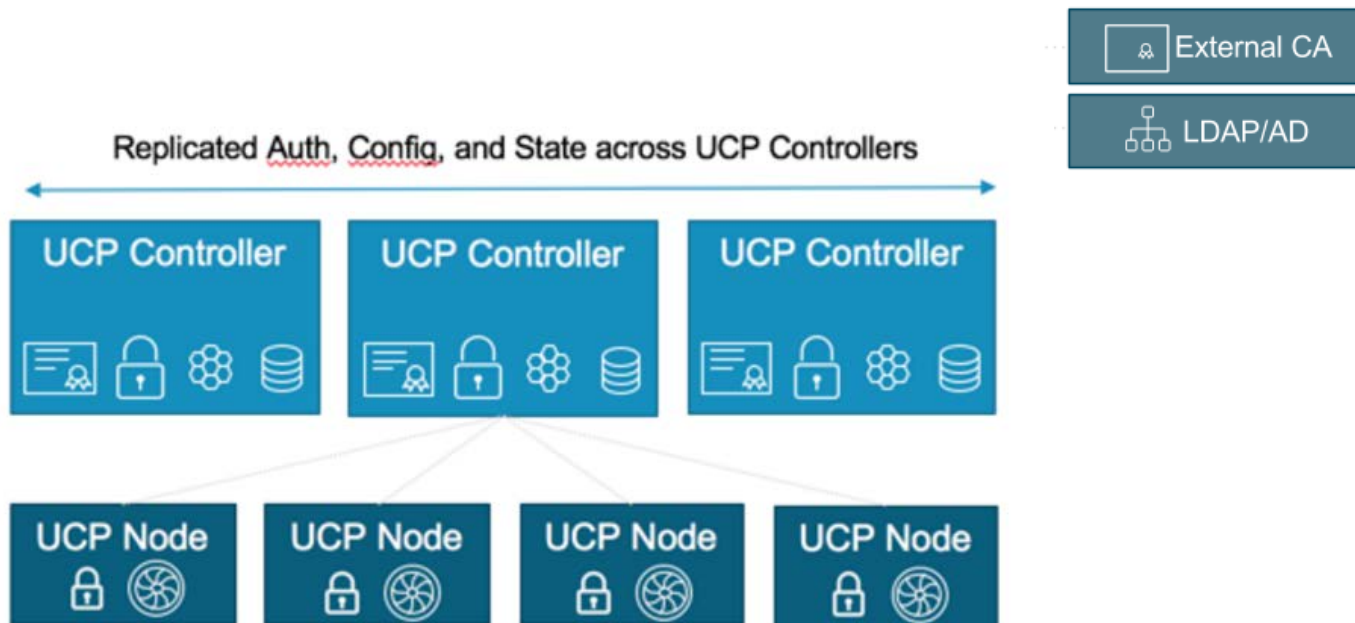 External CA
LDAP/AD
Replicated Auth, Config, and State across UCP Controllers
UCP Controller
UCP Controller
UCP Controller
UCP Node
UCP Node
UCP Node
UCP Node